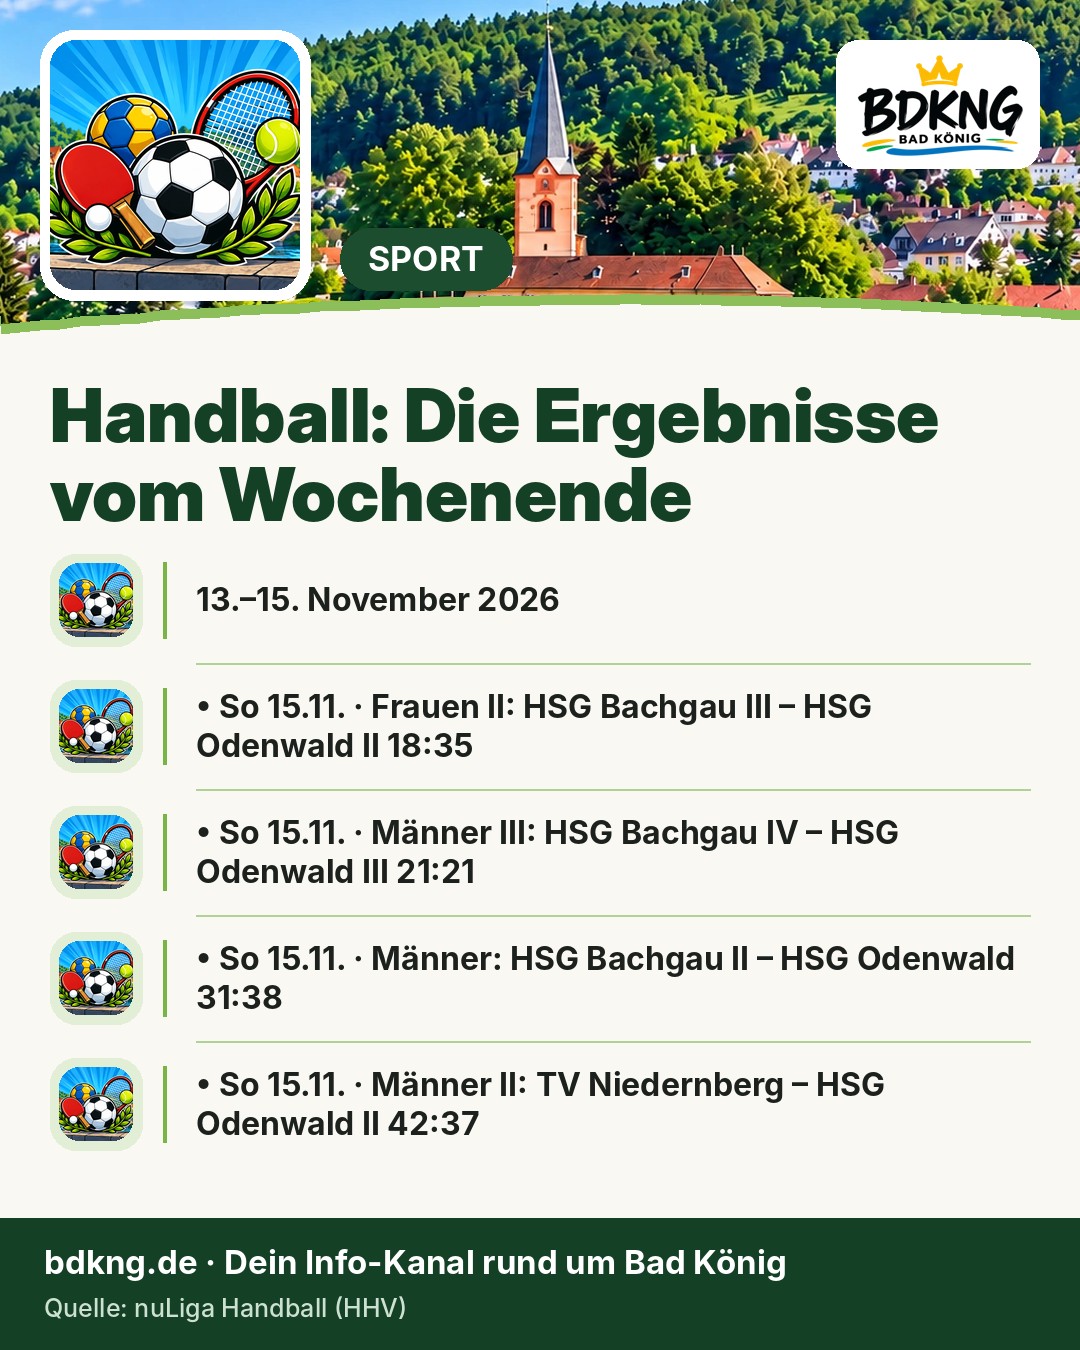 BDKNG
BAD KÖNIG
SPORT
Handball: Die Ergebnisse
vom Wochenende
13.–15. November 2026
• So 15.11. · Frauen II: HSG Bachgau III – HSG
Odenwald II 18:35
• So 15.11. · Männer III: HSG Bachgau IV – HSG
Odenwald III 21:21
• So 15.11. · Männer: HSG Bachgau II – HSG Odenwald
31:38
• So 15.11. · Männer II: TV Niedernberg – HSG
Odenwald II 42:37
bdkng.de · Dein Info-Kanal rund um Bad König
Quelle: nuLiga Handball (HHV)